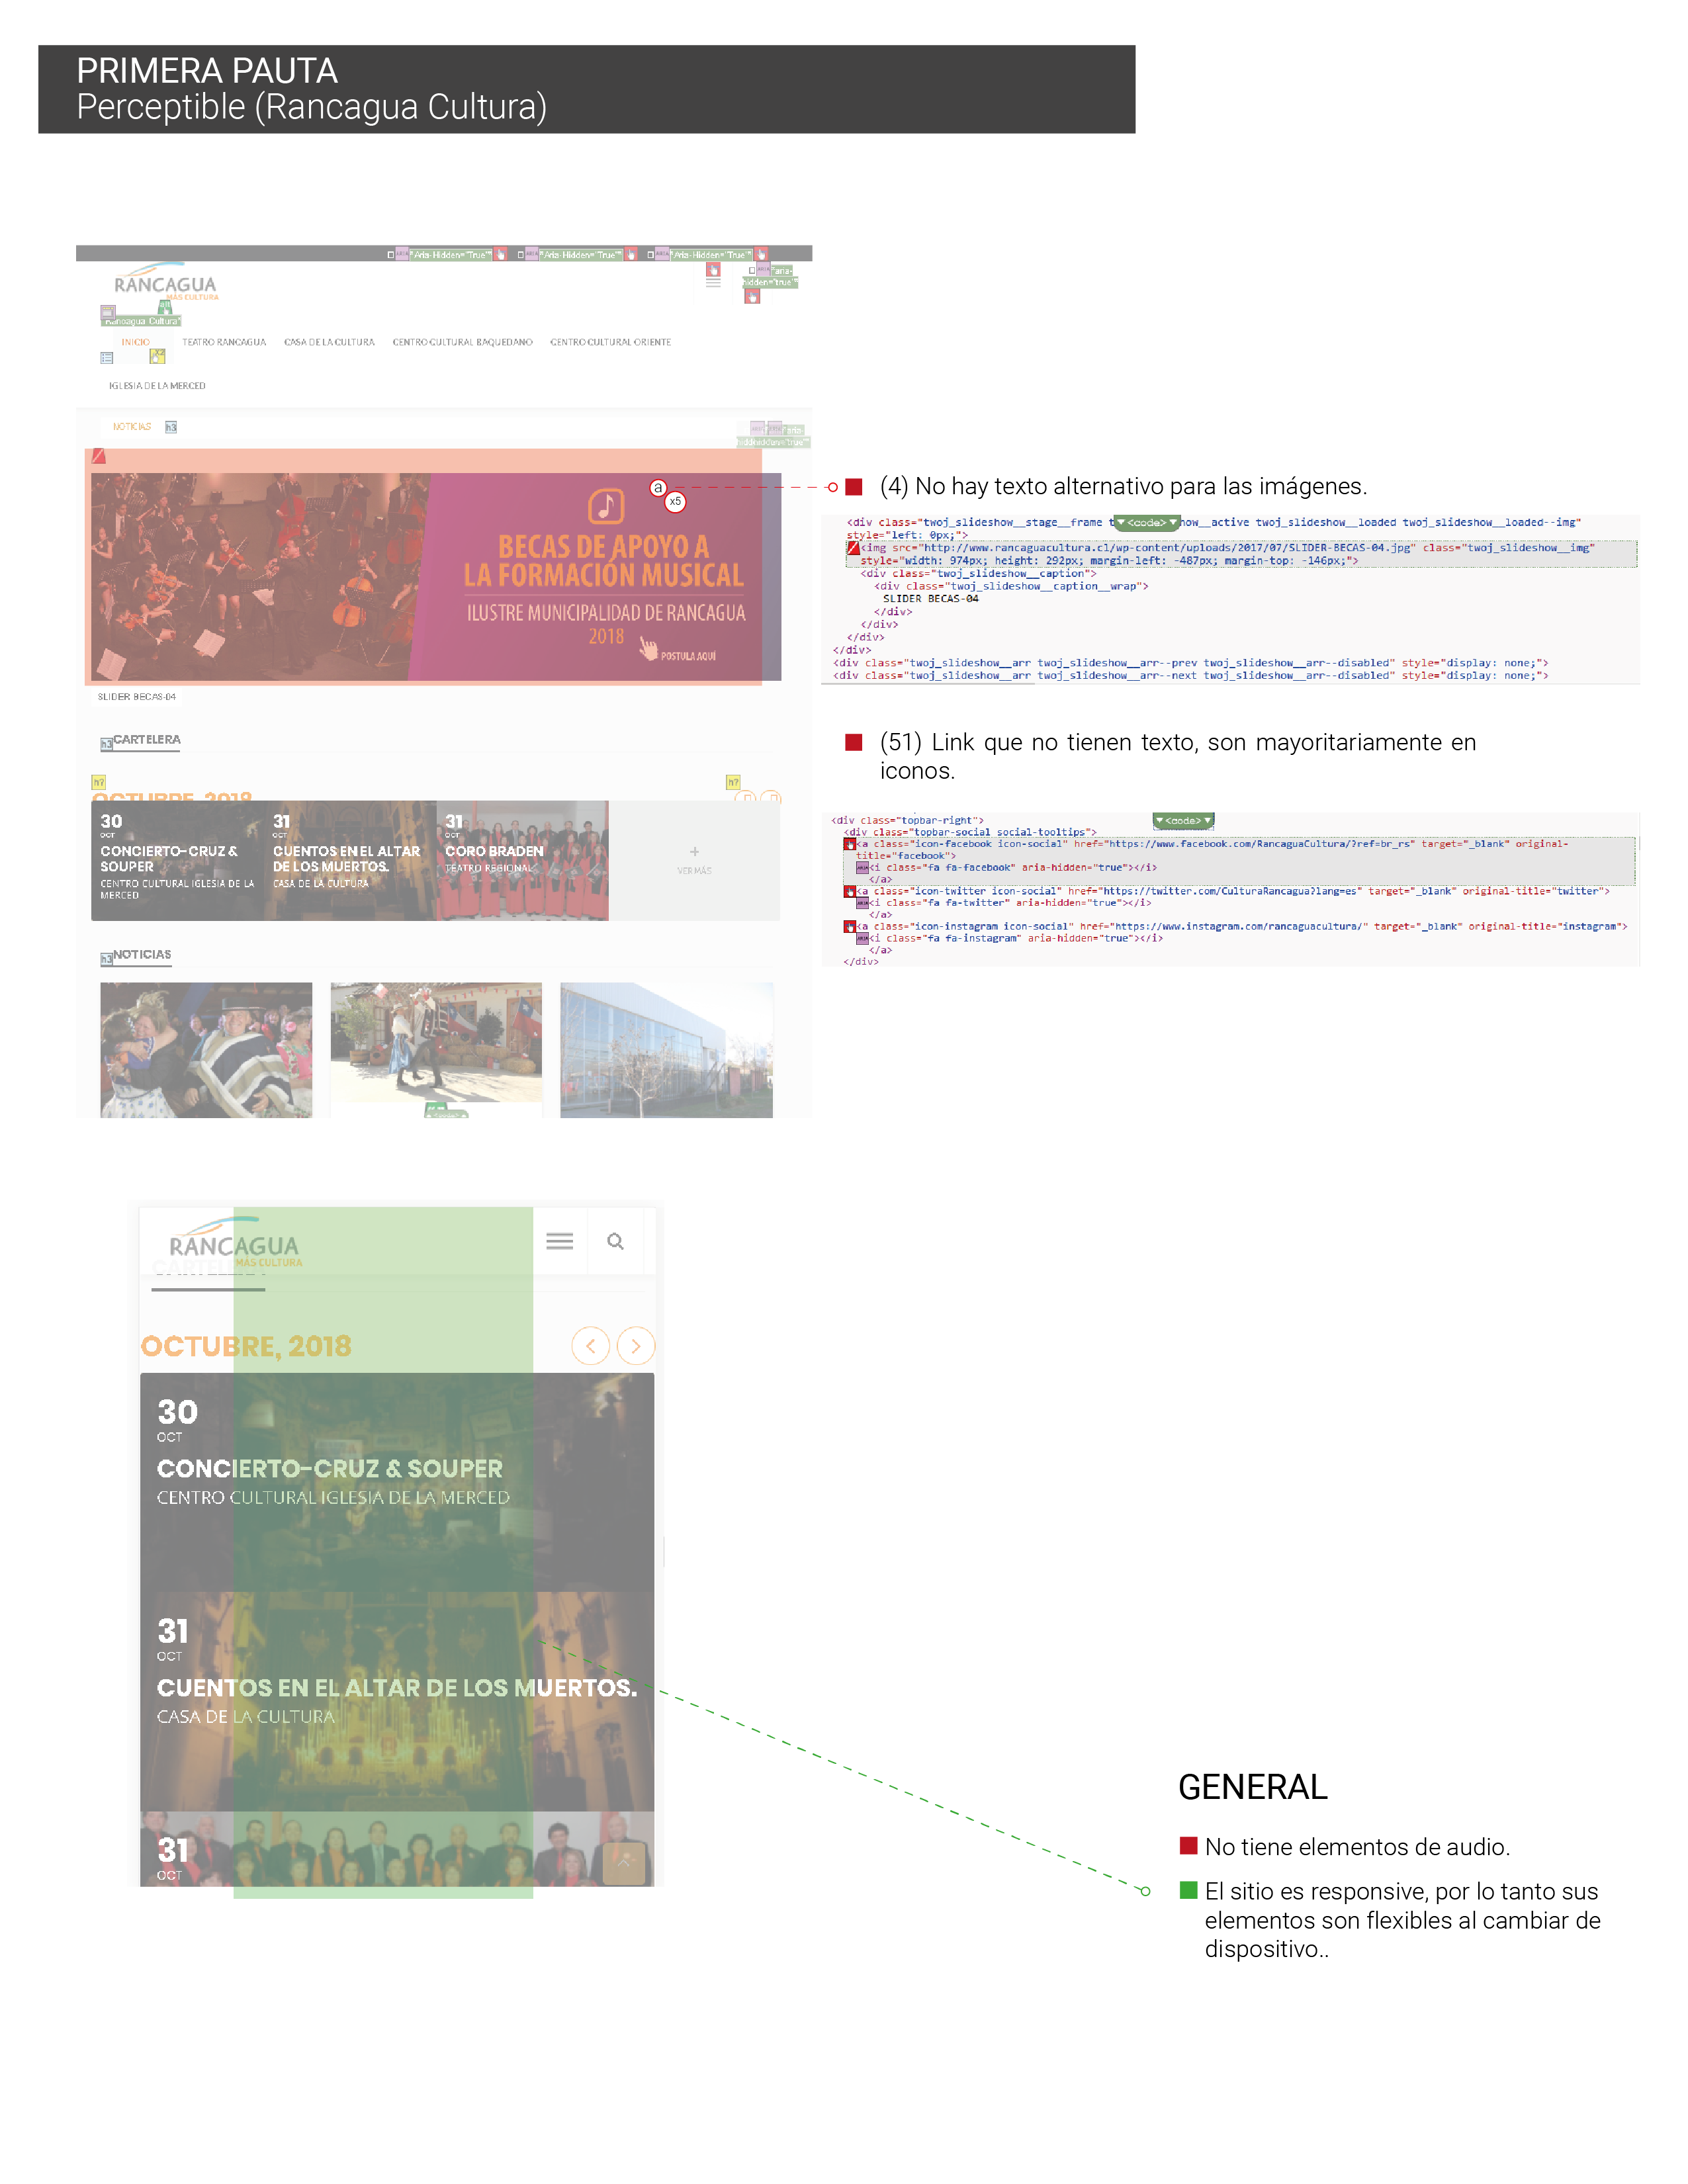 PRIMERA PAUTA
Perceptible (Rancagua Cultura)
"Aria-Hidden="True"" "Aria-Hidden="True"" "Aria-Hidden="True""
RANCAGUA
MÁS CULTURA
"aria-
hidden="true""
"Rancagua Cultura"
INICIO TEATRO RANCAGUA CASA DE LA CULTURA CENTRO CULTURAL BAQUEDANO CENTRO CULTURAL ORIENTE
IGLESIA DE LA MERCED
NOTICIAS h3
a
x5
BECAS DE APOYO A
LA FORMACIÓN MUSICAL
ILUSTRE MUNICIPALIDAD DE RANCAGUA
2018
POSTULA AQUÍ
SLIDER BECAS-04
h3 CARTELERA
h? h?
OCTUBRE, 2018
30
OCT
CONCIERTO-CRUZ &
SOUPER
CENTRO CULTURAL IGLESIA DE LA
MERCED
31
OCT
CUENTOS EN EL ALTAR
DE LOS MUERTOS.
CASA DE LA CULTURA
31
OCT
CORO BRADEN
TEATRO REGIONAL
+
VER MÁS
h3 NOTICIAS
(4) No hay texto alternativo para las imágenes.
<div class="twoj_slideshow__stage__frame t ▼<code>▼ how__active twoj_slideshow__loaded twoj_slideshow__loaded--img"
style="left: 0px;">
<img src="http://www.rancaguacultura.cl/wp-content/uploads/2017/07/SLIDER-BECAS-04.jpg" class="twoj_slideshow__img"
style="width: 974px; height: 292px; margin-left: -487px; margin-top: -146px;">
<div class="twoj_slideshow__caption">
<div class="twoj_slideshow__caption__wrap">
SLIDER BECAS-04
</div>
</div>
</div>
</div>
<div class="twoj_slideshow__arr twoj_slideshow__arr--prev twoj_slideshow__arr--disabled" style="display: none;">
<div class="twoj_slideshow__arr twoj_slideshow__arr--next twoj_slideshow__arr--disabled" style="display: none;">
(51) Link que no tienen texto, son mayoritariamente en
iconos.
<div class="topbar-right"> ▼<code>▼
<div class="topbar-social social-tooltips">
<a class="icon-facebook icon-social" href="https://www.facebook.com/RancaguaCultura/?ref=br_rs" target="_blank" original-
title="facebook">
<i class="fa fa-facebook" aria-hidden="true"></i>
</a>
<a class="icon-twitter icon-social" href="https://twitter.com/CulturaRancagua?lang=es" target="_blank" original-title="twitter">
<i class="fa fa-twitter" aria-hidden="true"></i>
</a>
<a class="icon-instagram icon-social" href="https://www.instagram.com/rancaguacultura/" target="_blank" original-title="instagram">
<i class="fa fa-instagram" aria-hidden="true"></i>
</a>
</div>
RANCAGUA
MÁS CULTURA
OCTUBRE, 2018
30
OCT
CONCIERTO-CRUZ & SOUPER
CENTRO CULTURAL IGLESIA DE LA MERCED
31
OCT
CUENTOS EN EL ALTAR DE LOS MUERTOS.
CASA DE LA CULTURA
31
OCT
GENERAL
No tiene elementos de audio.
El sitio es responsive, por lo tanto sus
elementos son flexibles al cambiar de
dispositivo..